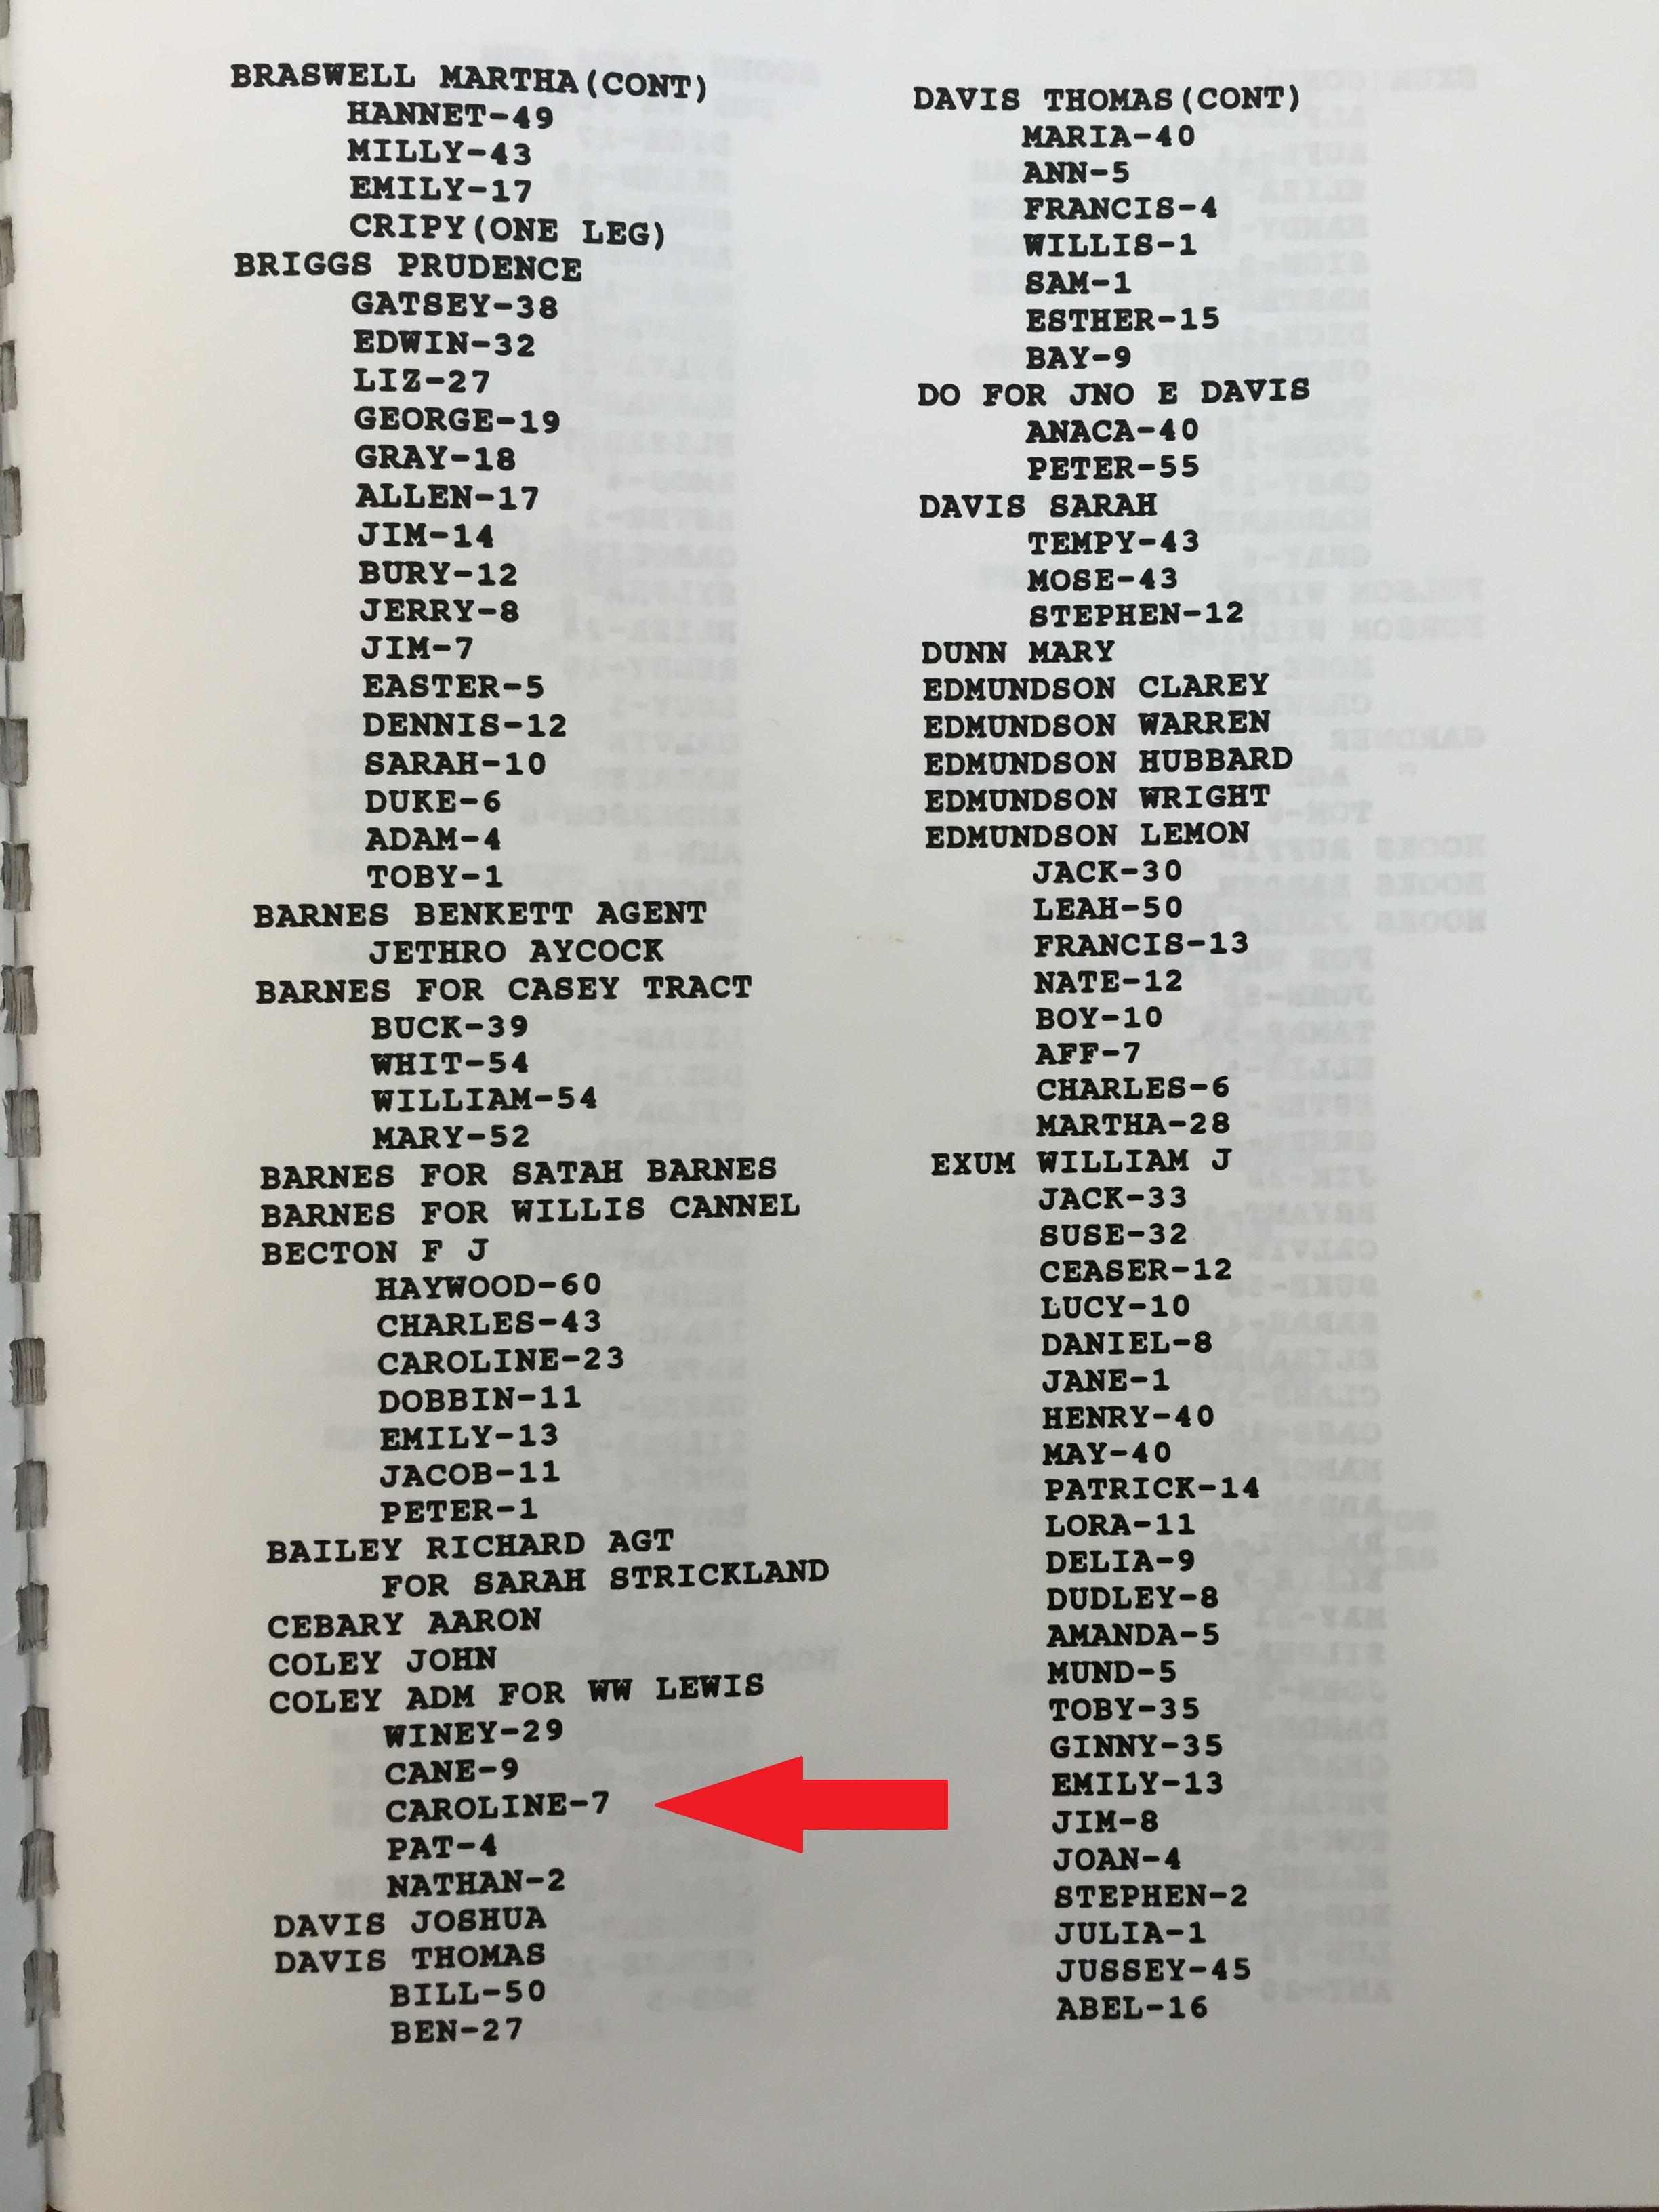 BRASWELL MARTHA(CONT)
HANNET-49
MILLY-43
EMILY-17
CRIPY(ONE LEG)
BRIGGS PRUDENCE
GATSEY-38
EDWIN-32
LIZ-27
GEORGE-19
GRAY-18
ALLEN-17
JIM-14
BURY-12
JERRY-8
JIM-7
EASTER-5
DENNIS-12
SARAH-10
DUKE-6
ADAM-4
TOBY-1
BARNES BENKETT AGENT
JETHRO AYCOCK
BARNES FOR CASEY TRACT
BUCK-39
WHIT-54
WILLIAM-54
MARY-52
BARNES FOR SATAH BARNES
BARNES FOR WILLIS CANNEL
BECTON F J
HAYWOOD-60
CHARLES-43
CAROLINE-23
DOBBIN-11
EMILY-13
JACOB-11
PETER-1
BAILEY RICHARD AGT
FOR SARAH STRICKLAND
CEBARY AARON
COLEY JOHN
COLEY ADM FOR WW LEWIS
WINEY-29
CANE-9
CAROLINE-7
PAT-4
NATHAN-2
DAVIS JOSHUA
DAVIS THOMAS
BILL-50
BEN-27
DAVIS THOMAS(CONT)
MARIA-40
ANN-5
FRANCIS-4
WILLIS-1
SAM-1
ESTHER-15
BAY-9
DO FOR JNO E DAVIS
ANACA-40
PETER-55
DAVIS SARAH
TEMPY-43
MOSE-43
STEPHEN-12
DUNN MARY
EDMUNDSON CLAREY
EDMUNDSON WARREN
EDMUNDSON HUBBARD
EDMUNDSON WRIGHT
EDMUNDSON LEMON
JACK-30
LEAH-50
FRANCIS-13
NATE-12
BOY-10
AFF-7
CHARLES-6
MARTHA-28
EXUM WILLIAM J
JACK-33
SUSE-32
CEASER-12
LUCY-10
DANIEL-8
JANE-1
HENRY-40
MAY-40
PATRICK-14
LORA-11
DELIA-9
DUDLEY-8
AMANDA-5
MUND-5
TOBY-35
GINNY-35
EMILY-13
JIM-8
JOAN-4
STEPHEN-2
JULIA-1
JUSSEY-45
ABEL-16